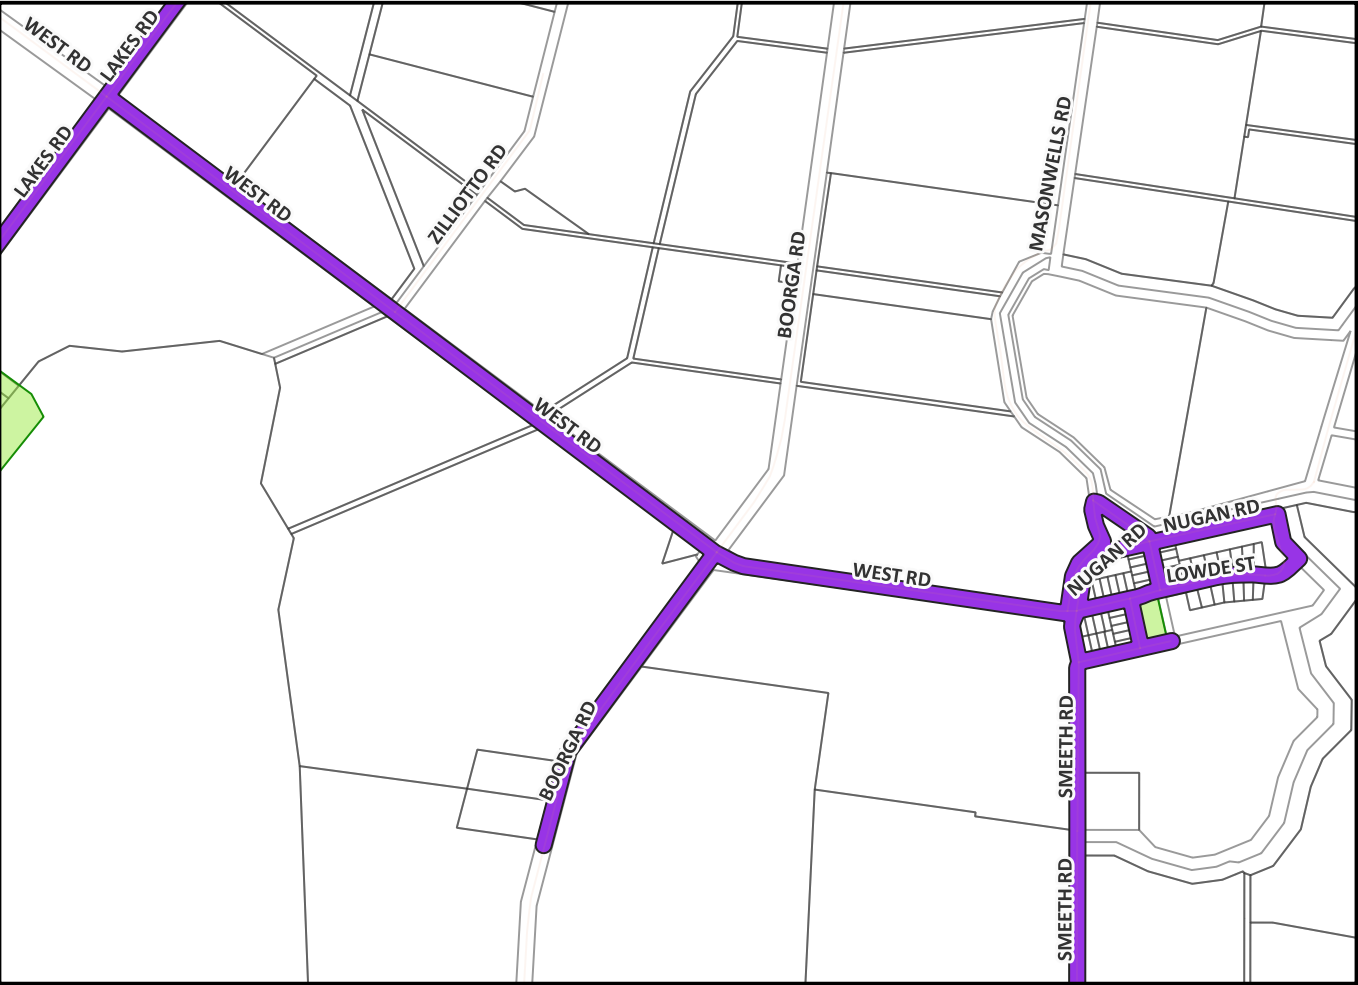 WEST RD
LAKES RD
LAKES RD
WEST RD
ZILLIOTTO RD
MASONWELLS RD
BOORGA RD
WEST RD
NUGAN RD
NUGAN RD
LOWDE ST
WEST RD
BOORGA RD
SMEETH RD
SMEETH RD